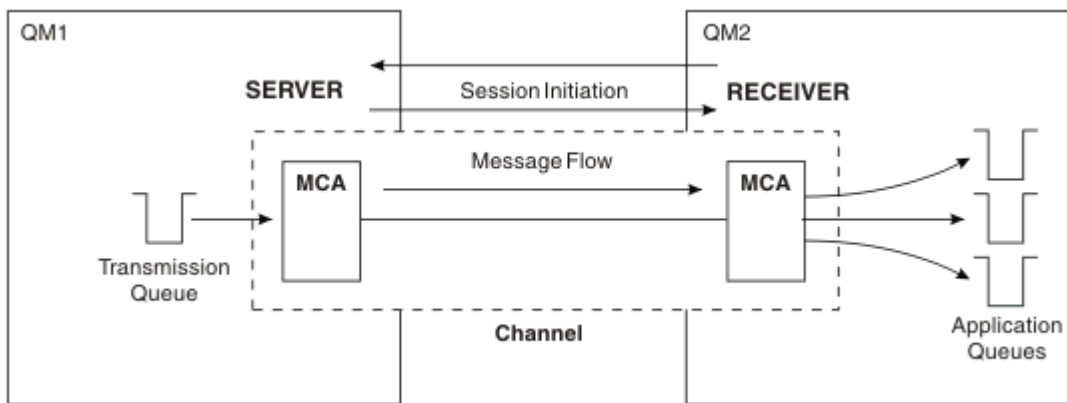 QM1
QM2
SERVER
Session Initiation
RECEIVER
Message Flow
MCA
MCA
Transmission
Queue
Channel
Application
Queues